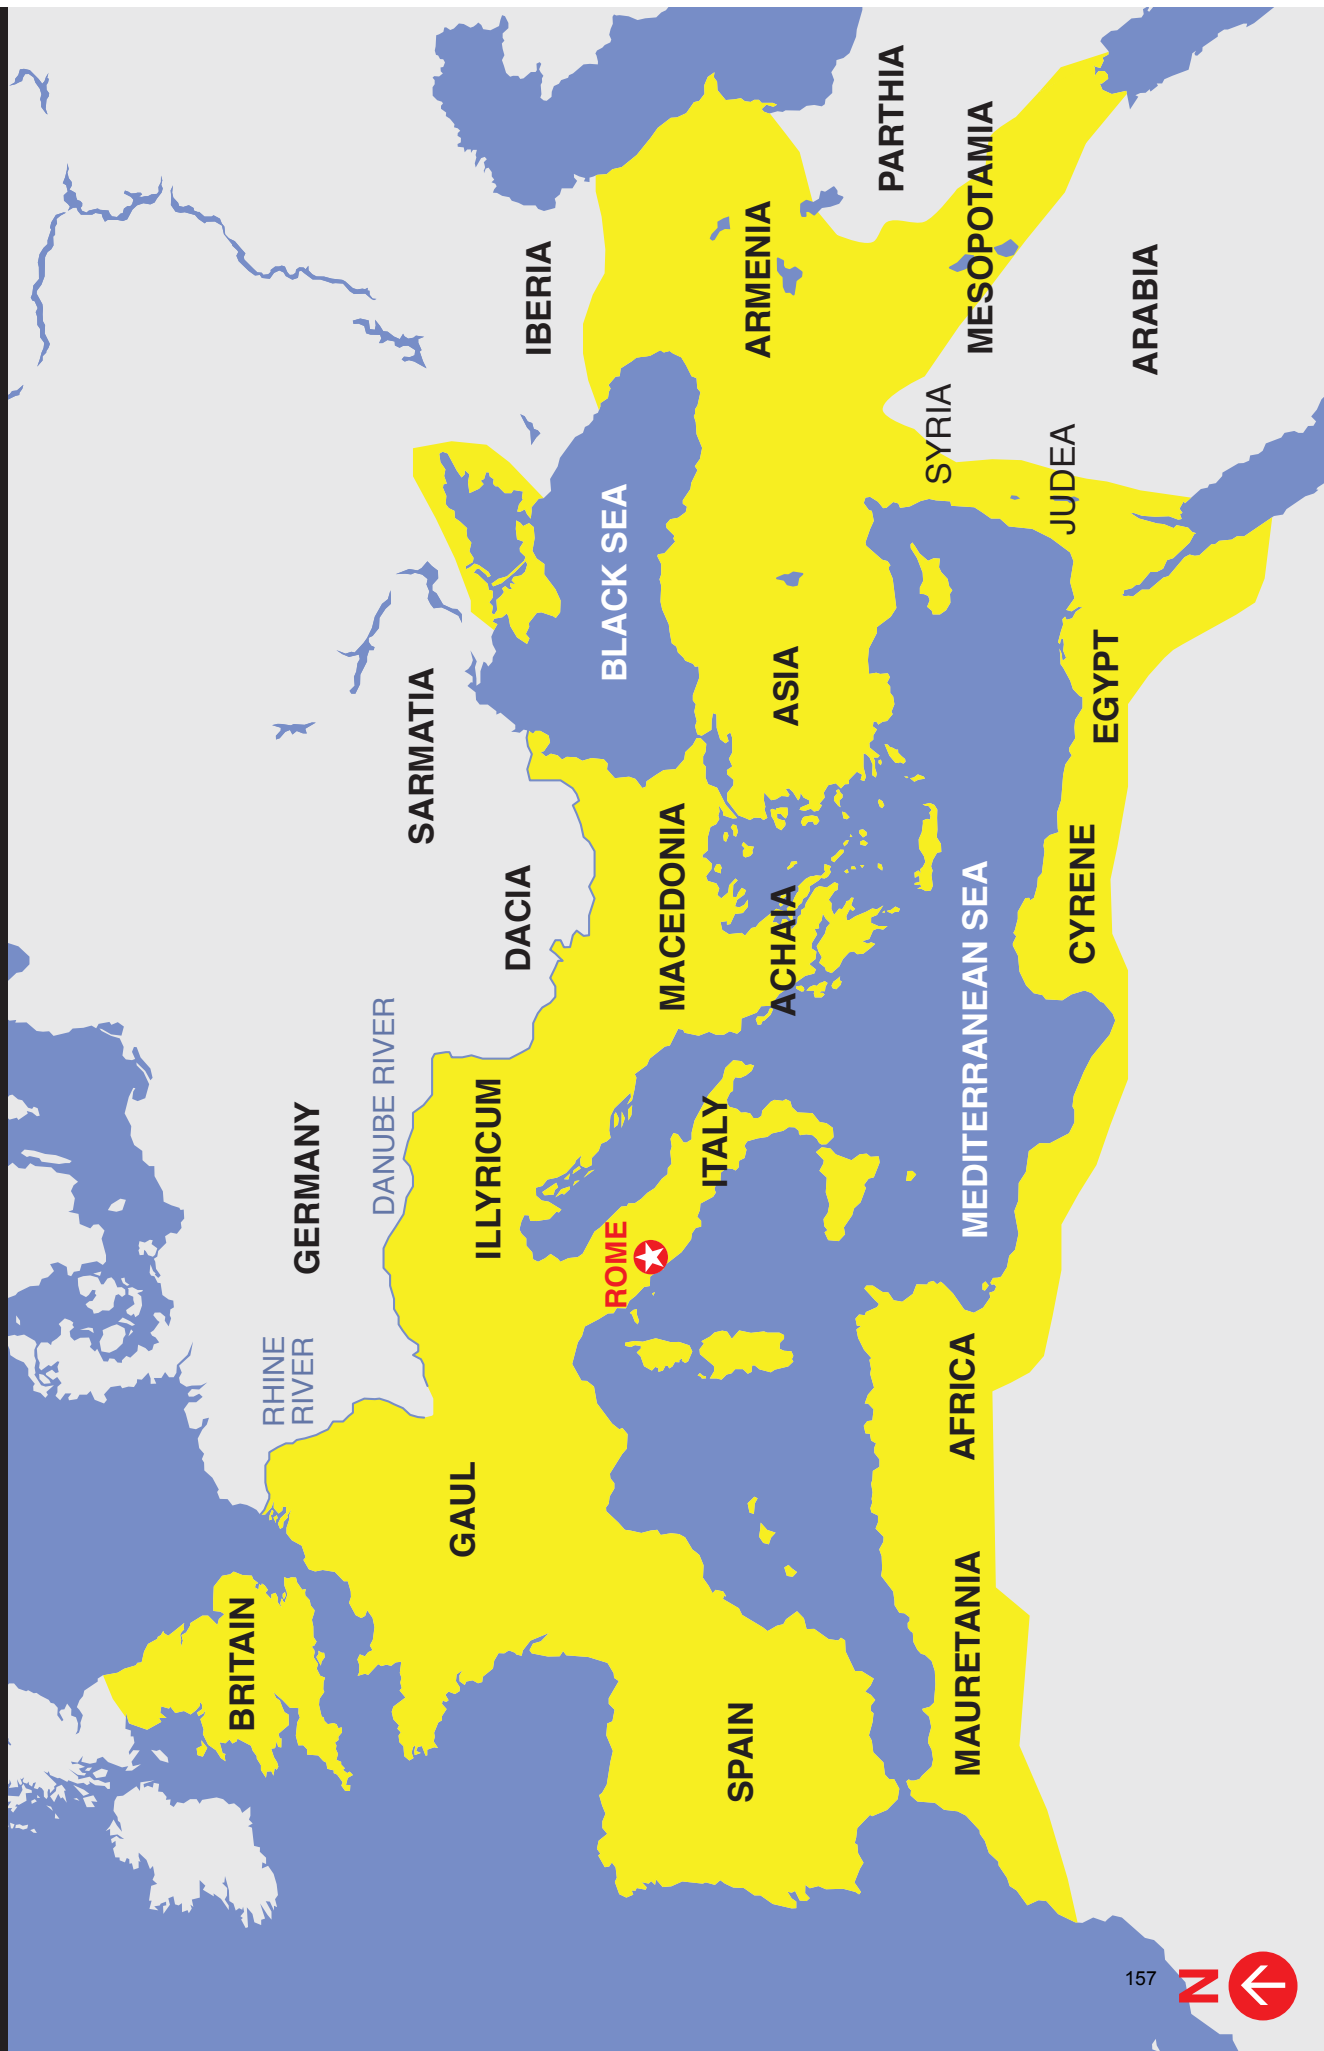 BRITAIN
RHINE
RIVER
GERMANY
DANUBE RIVER
SARMATIA
GAUL
ILLYRICUM
DACIA
IBERIA
ROME
ITALY
MACEDONIA
BLACK SEA
SPAIN
ACHAIA
ASIA
ARMENIA
PARTHIA
MAURETANIA
AFRICA
MEDITERRANEAN SEA
SYRIA
MESOPOTAMIA
CYRENE
EGYPT
JUDEA
ARABIA
157
N